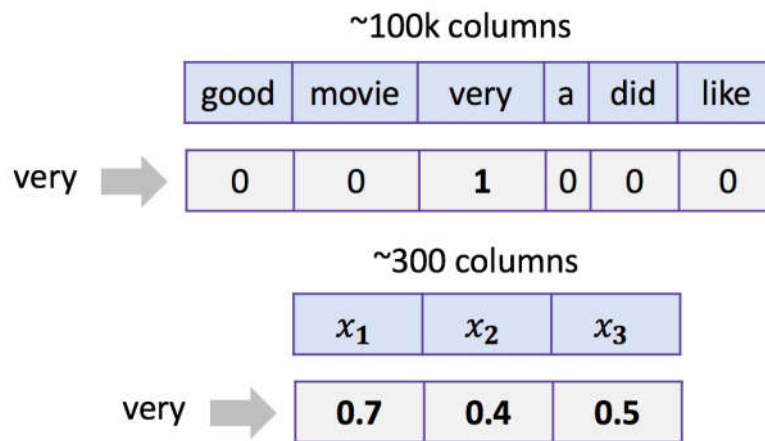 ~100k columns
good movie very a did like
very 0 0 1 0 0 0
~300 columns
x₁ x₂ x₃
very 0.7 0.4 0.5